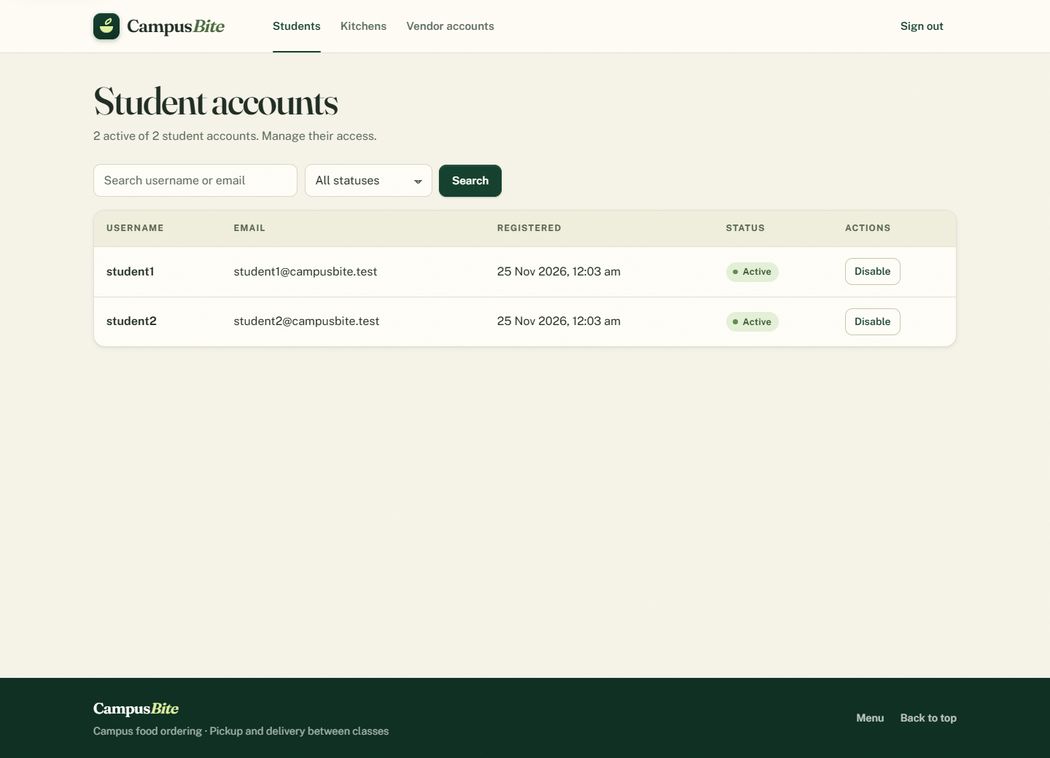 CampusBite Students Kitchens Vendor accounts Sign out
Student accounts
2 active of 2 student accounts. Manage their access.
Search username or email All statuses Search
USERNAME EMAIL REGISTERED STATUS ACTIONS
student1 student1@campusbite.test 25 Nov 2026, 12:03 am Active Disable
student2 student2@campusbite.test 25 Nov 2026, 12:03 am Active Disable
CampusBite
Campus food ordering · Pickup and delivery between classes
Menu Back to top